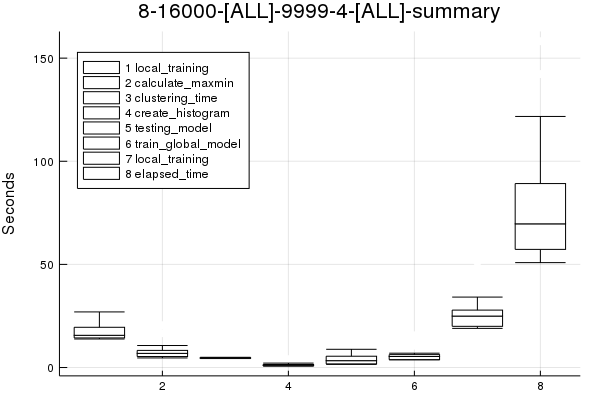 8-16000-[ALL]-9999-4-[ALL]-summary
150
100
50
0
Seconds
1 local_training
2 calculate_maxmin
3 clustering_time
4 create_histogram
5 testing_model
6 train_global_model
7 local_training
8 elapsed_time
2 4 6 8